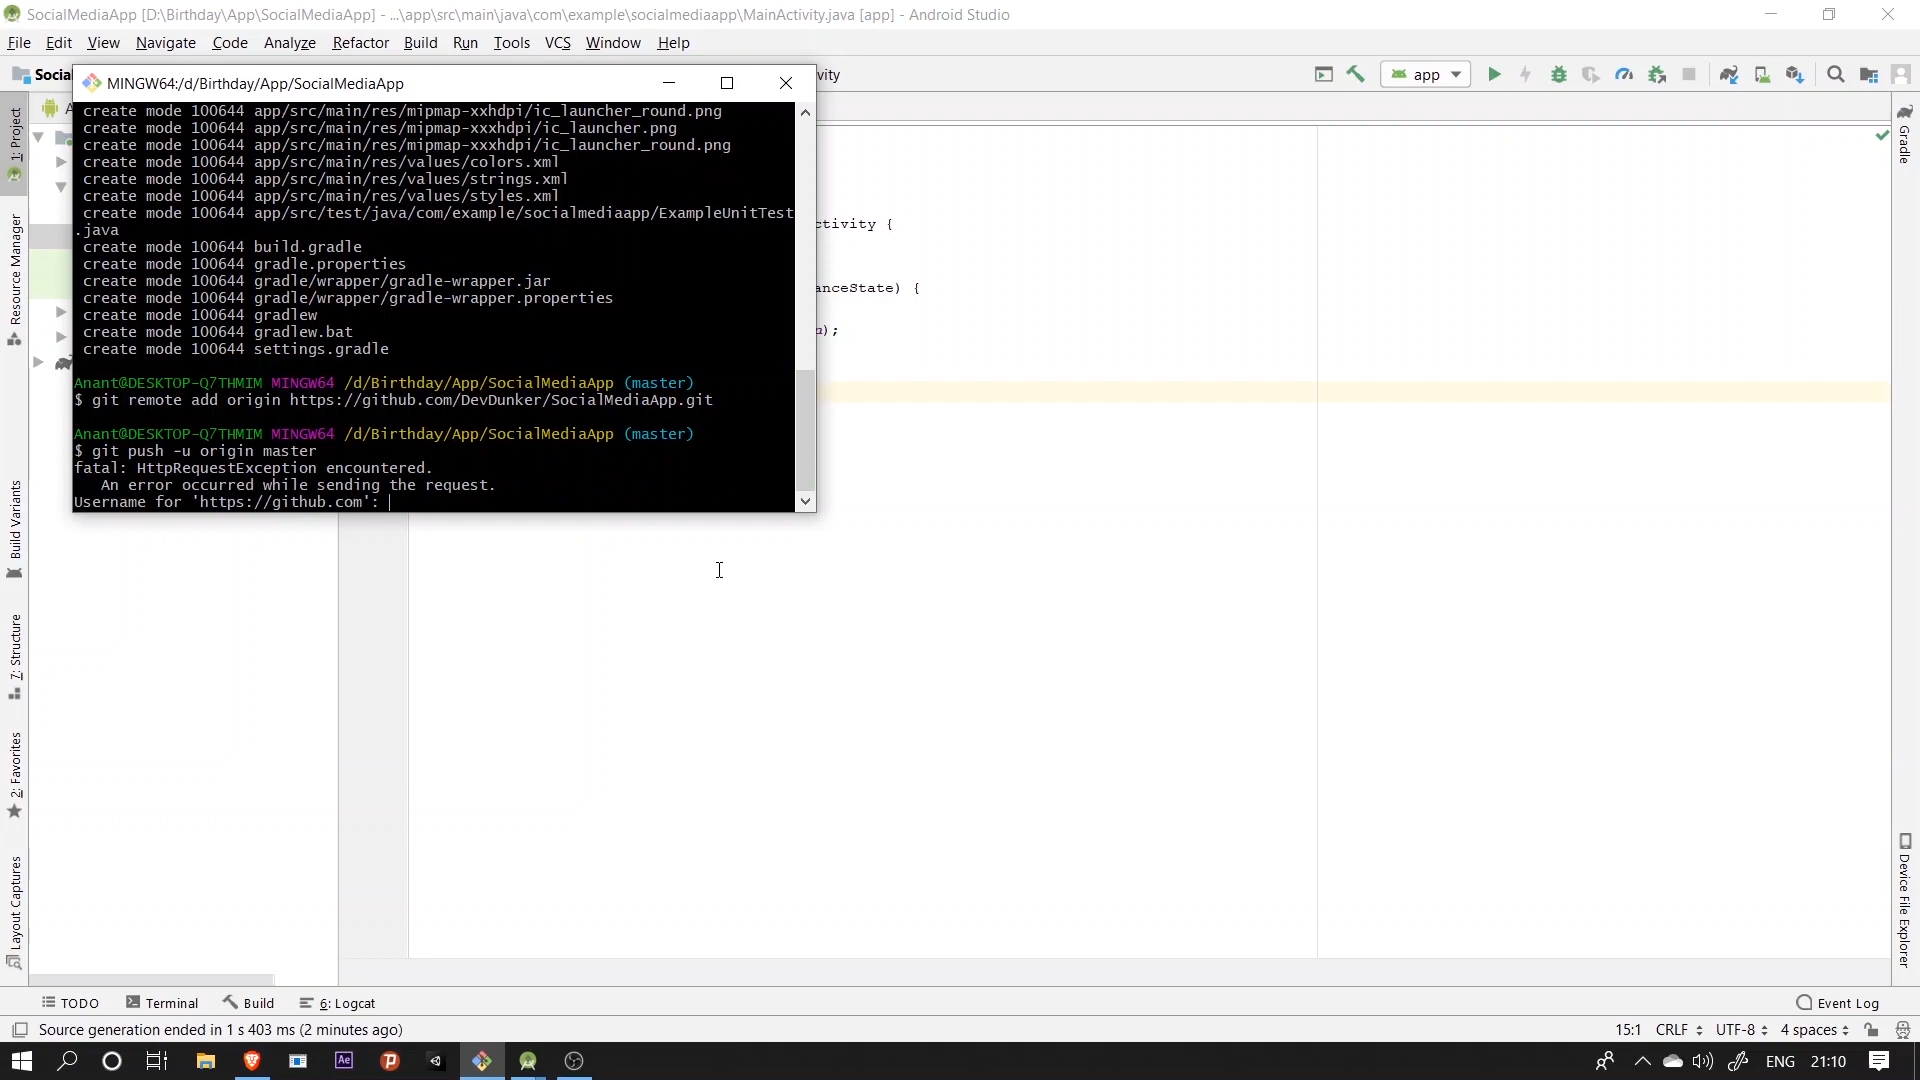 SocialMediaApp [D:\Birthday\App\SocialMediaApp] - ...\app\src\main\java\com\example\socialmediaapp\MainActivity.java [app] - Android Studio
File Edit View Navigate Code Analyze Refactor Build Run Tools VCS Window Help
MINGW64:/d/Birthday/App/SocialMediaApp
app
create mode 100644 app/src/main/res/mipmap-xxhdpi/ic_launcher_round.png
create mode 100644 app/src/main/res/mipmap-xxxhdpi/ic_launcher.png
create mode 100644 app/src/main/res/mipmap-xxxhdpi/ic_launcher_round.png
create mode 100644 app/src/main/res/values/colors.xml
create mode 100644 app/src/main/res/values/strings.xml
create mode 100644 app/src/main/res/values/styles.xml
create mode 100644 app/src/test/java/com/example/socialmediaapp/ExampleUnitTest
.java
create mode 100644 build.gradle
create mode 100644 gradle.properties
create mode 100644 gradle/wrapper/gradle-wrapper.jar
create mode 100644 gradle/wrapper/gradle-wrapper.properties
create mode 100644 gradlew
create mode 100644 gradlew.bat
create mode 100644 settings.gradle
Anant@DESKTOP-Q7THMIM MINGW64 /d/Birthday/App/SocialMediaApp (master)
$ git remote add origin https://github.com/DevDunker/SocialMediaApp.git
Anant@DESKTOP-Q7THMIM MINGW64 /d/Birthday/App/SocialMediaApp (master)
$ git push -u origin master
fatal: HttpRequestException encountered.
An error occurred while sending the request.
Username for 'https://github.com':
ctivity {
anceState) {
);
1: Project
Resource Manager
Build Variants
7: Structure
2: Favorites
Layout Captures
Gradle
Device File Explorer
TODO Terminal Build 6: Logcat Event Log
Source generation ended in 1 s 403 ms (2 minutes ago) 15:1 CRLF UTF-8 4 spaces
Ae
ENG 21:10